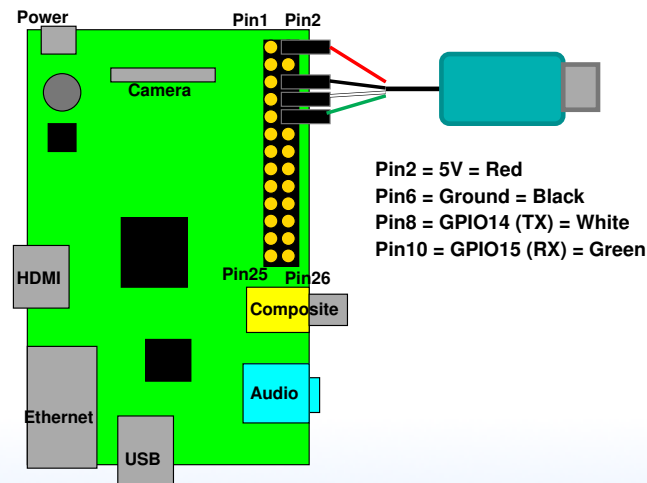 Power
Pin1 Pin2
Camera
Pin2 = 5V = Red
Pin6 = Ground = Black
Pin8 = GPIO14 (TX) = White
Pin10 = GPIO15 (RX) = Green
Pin25 Pin26
HDMI
Composite
Audio
Ethernet
USB